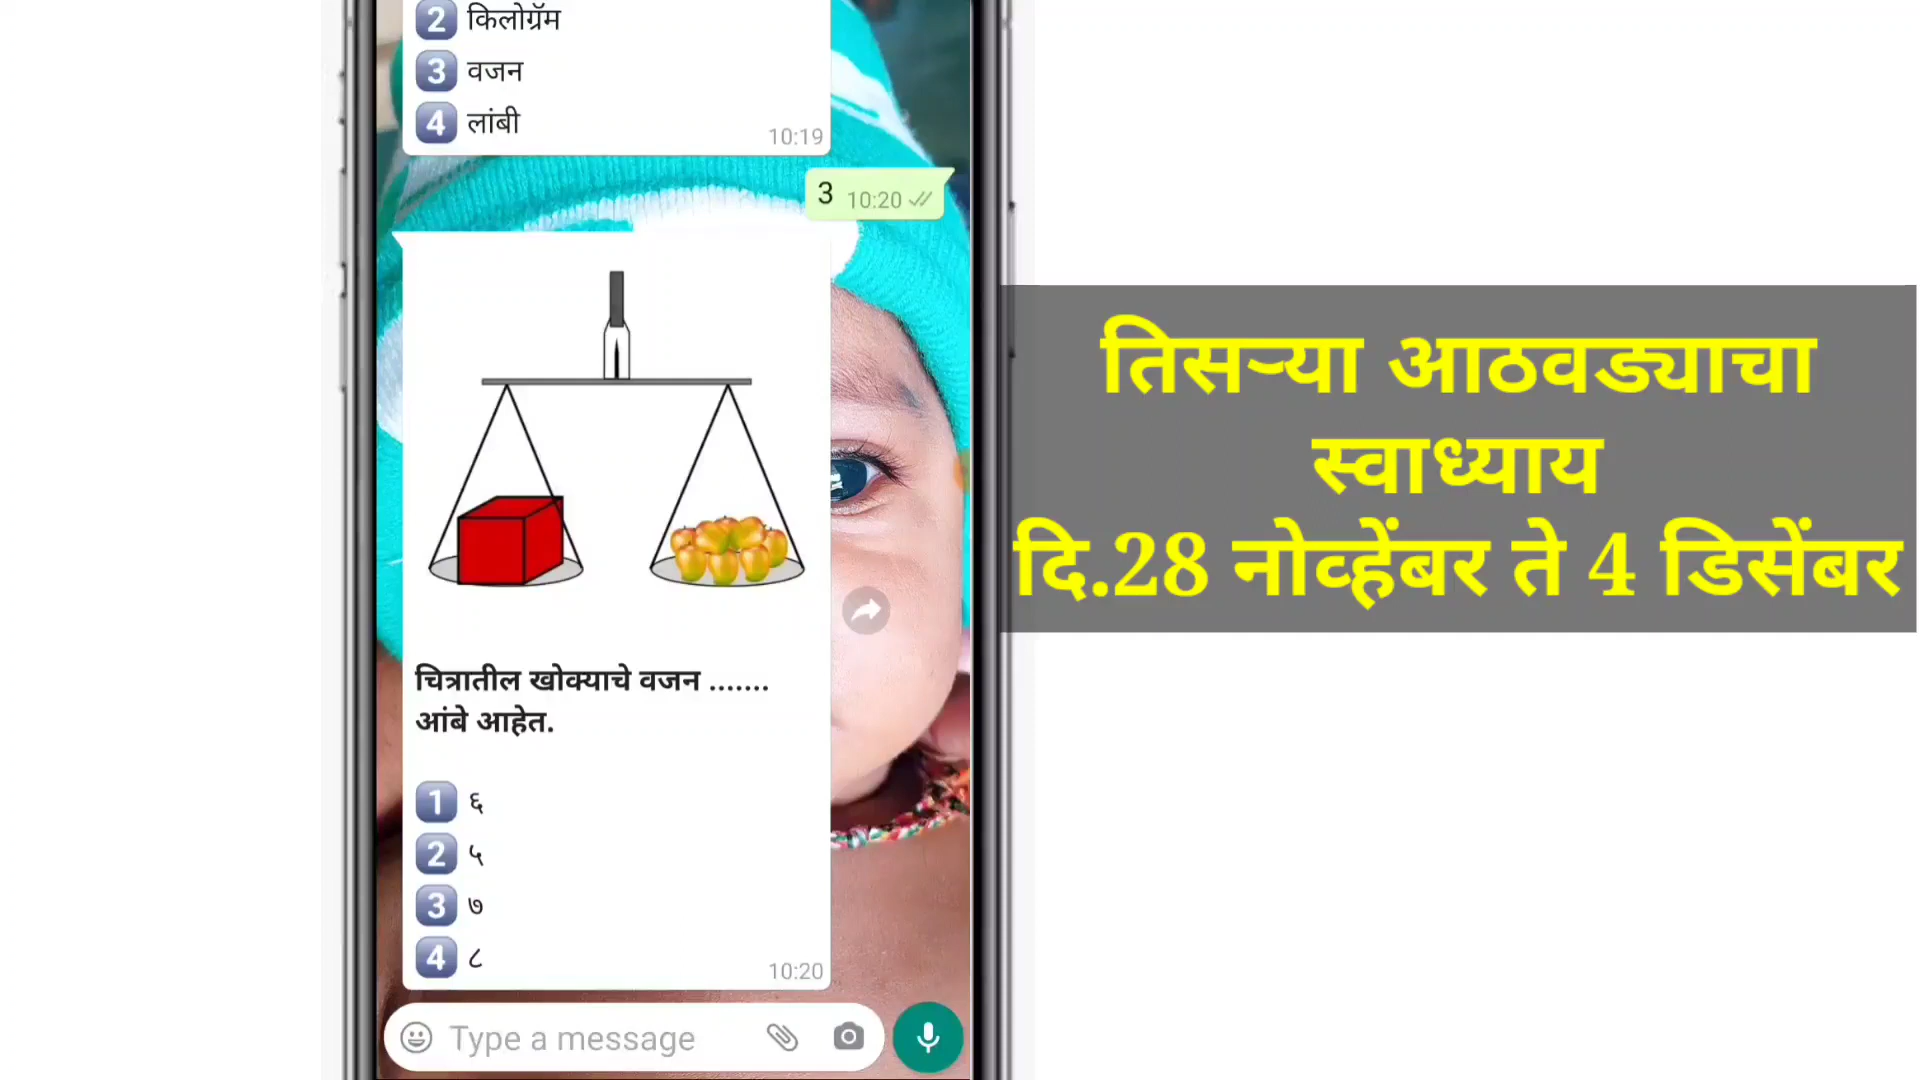 2 किलोग्रॅम
3 वजन
4 लांबी
10:19
3 10:20
चित्रातील खोक्याचे वजन .......
आंबे आहेत.
1 ६
2 ५
3 ७
4 ८
10:20
Type a message
तिसऱ्या आठवड्याचा
स्वाध्याय
दि.28 नोव्हेंबर ते 4 डिसेंबर